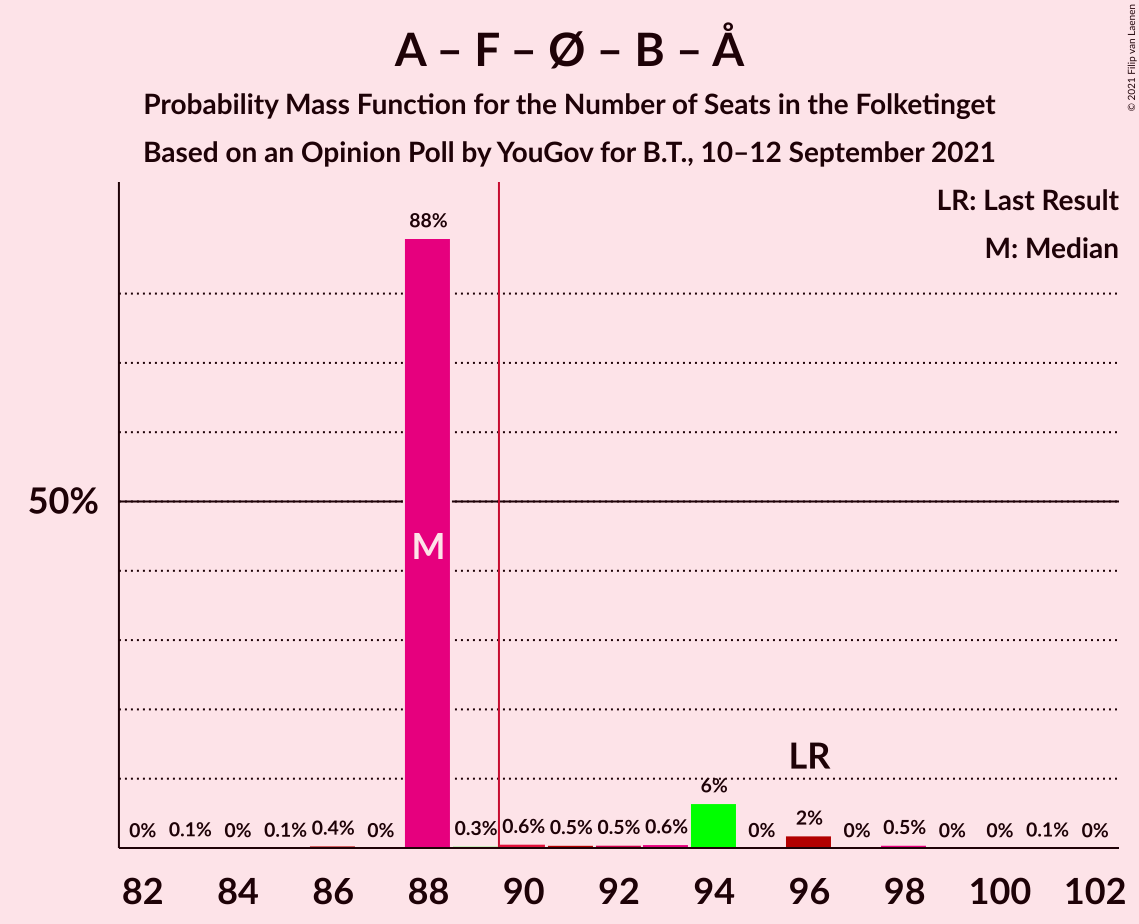 A – F – Ø – B – Å
Probability Mass Function for the Number of Seats in the Folketinget
Based on an Opinion Poll by YouGov for B.T., 10–12 September 2021
© 2021 Filip van Laenen
LR: Last Result
M: Median
88%
50%
M
LR
0% 0.1% 0% 0.1% 0.4% 0% 0.3% 0.6% 0.5% 0.5% 0.6% 6% 0% 2% 0% 0.5% 0% 0% 0.1% 0%
82 84 86 88 90 92 94 96 98 100 102